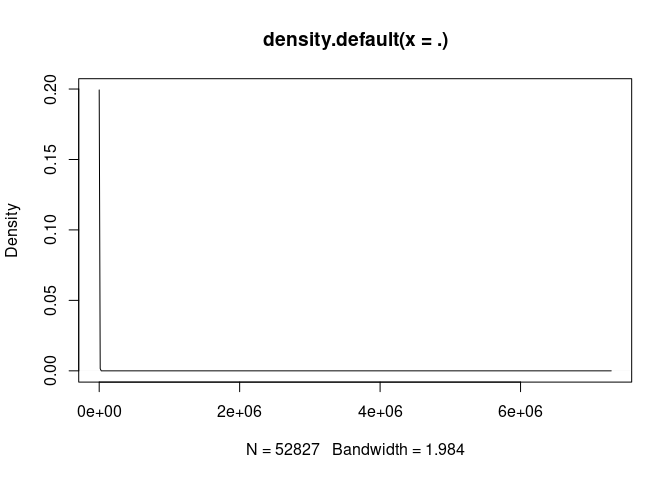 density.default(x = .)
Density
0.20
0.15
0.10
0.05
0.00
0e+00 2e+06 4e+06 6e+06
N = 52827 Bandwidth = 1.984